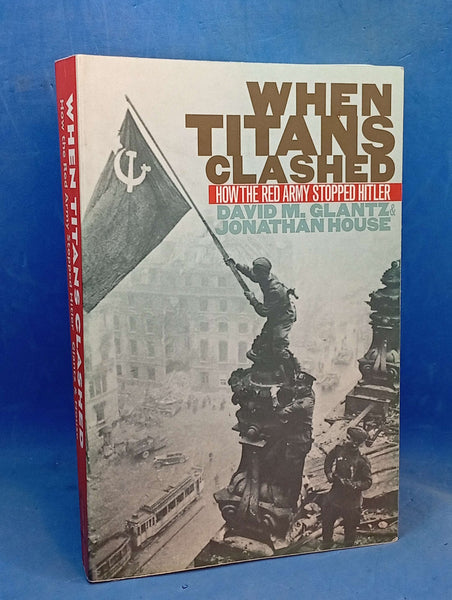 WHEN
TITANS
CLASHED
HOW THE RED ARMY STOPPED HITLER
DAVID M. GLANTZ &
JONATHAN HOUSE
WHEN TITANS CLASHED
How the Red Army Stopped Hitler